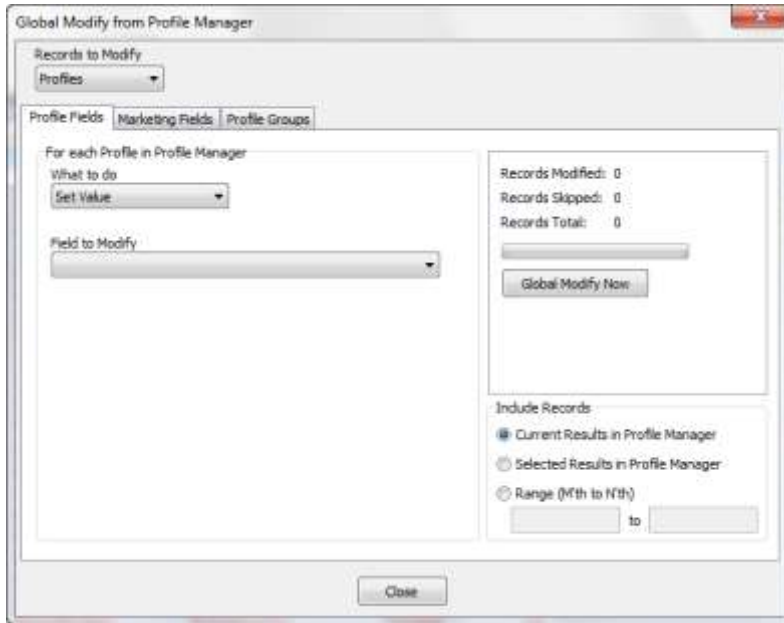 Global Modify from Profile Manager
Records to Modify
Profiles
Profile Fields Marketing Fields Profile Groups
For each Profile in Profile Manager
What to do
Set Value
Field to Modify
Records Modified: 0
Records Skipped: 0
Records Total: 0
Global Modify Now
Include Records
Current Results in Profile Manager
Selected Results in Profile Manager
Range (M'th to N'th)
to
Close